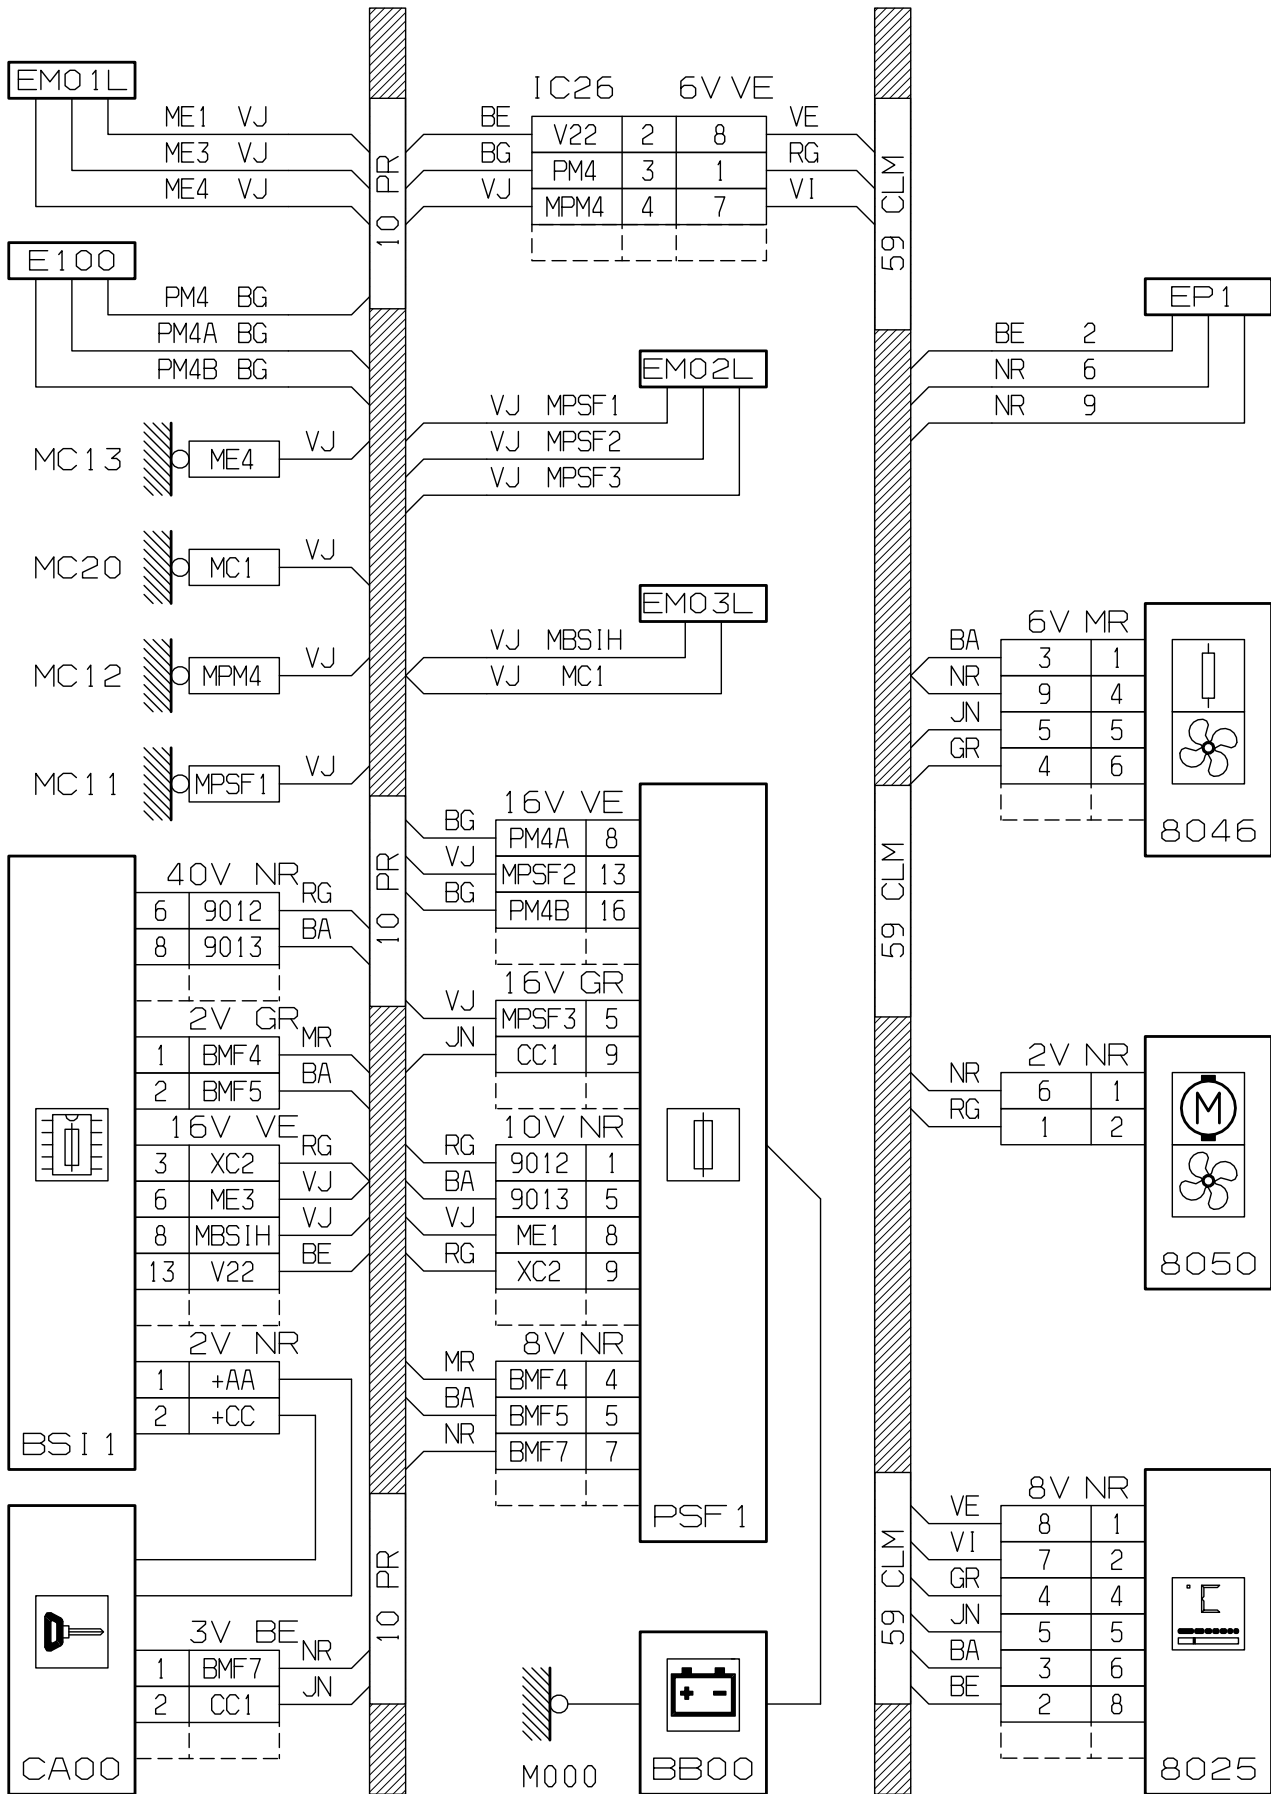 EM01L
ME1 VJ
ME3 VJ
ME4 VJ
E100
PM4 BG
PM4A BG
PM4B BG
MC13 ME4 VJ
MC20 MC1 VJ
MC12 MPM4 VJ
MC11 MPSF1 VJ
40V NR
6 9012 RG
8 9013 BA
2V GR
1 BMF4 MR
2 BMF5 BA
16V VE
3 XC2 RG
6 ME3 VJ
8 MBSIH VJ
13 V22 BE
2V NR
1 +AA
2 +CC
BSI1
3V BE
1 BMF7 NR
2 CC1 JN
CA00
10 PR
10 PR
10 PR
IC26 6V VE
BE V22 2 8 VE
BG PM4 3 1 RG
VJ MPM4 4 7 VI
EM02L
VJ MPSF1
VJ MPSF2
VJ MPSF3
EM03L
VJ MBSIH
VJ MC1
16V VE
BG PM4A 8
VJ MPSF2 13
BG PM4B 16
16V GR
VJ MPSF3 5
JN CC1 9
10V NR
RG 9012 1
BA 9013 5
VJ ME1 8
RG XC2 9
8V NR
MR BMF4 4
BA BMF5 5
NR BMF7 7
PSF1
M000
+ -
BB00
59 CLM
59 CLM
59 CLM
EP1
BE 2
NR 6
NR 9
6V MR
BA 3 1
NR 9 4
JN 5 5
GR 4 6
8046
2V NR
NR 6 1
RG 1 2
M
8050
8V NR
VE 8 1
VI 7 2
GR 4 4
JN 5 5
BA 3 6
BE 2 8
°C
8025